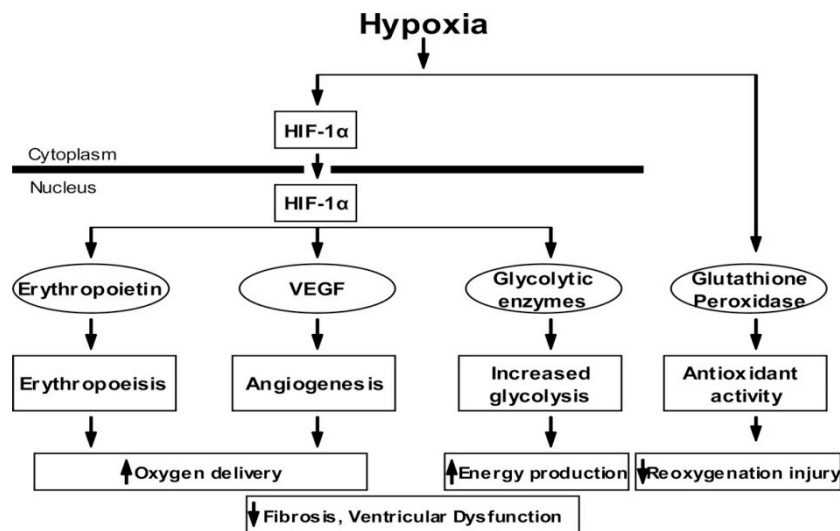 Hypoxia
HIF-1α
Cytoplasm
Nucleus
HIF-1α
Erythropoietin
VEGF
Glycolytic
enzymes
Glutathione
Peroxidase
Erythropoeisis
Angiogenesis
Increased
glycolysis
Antioxidant
activity
Oxygen delivery
Energy production
Reoxygenation injury
Fibrosis, Ventricular Dysfunction